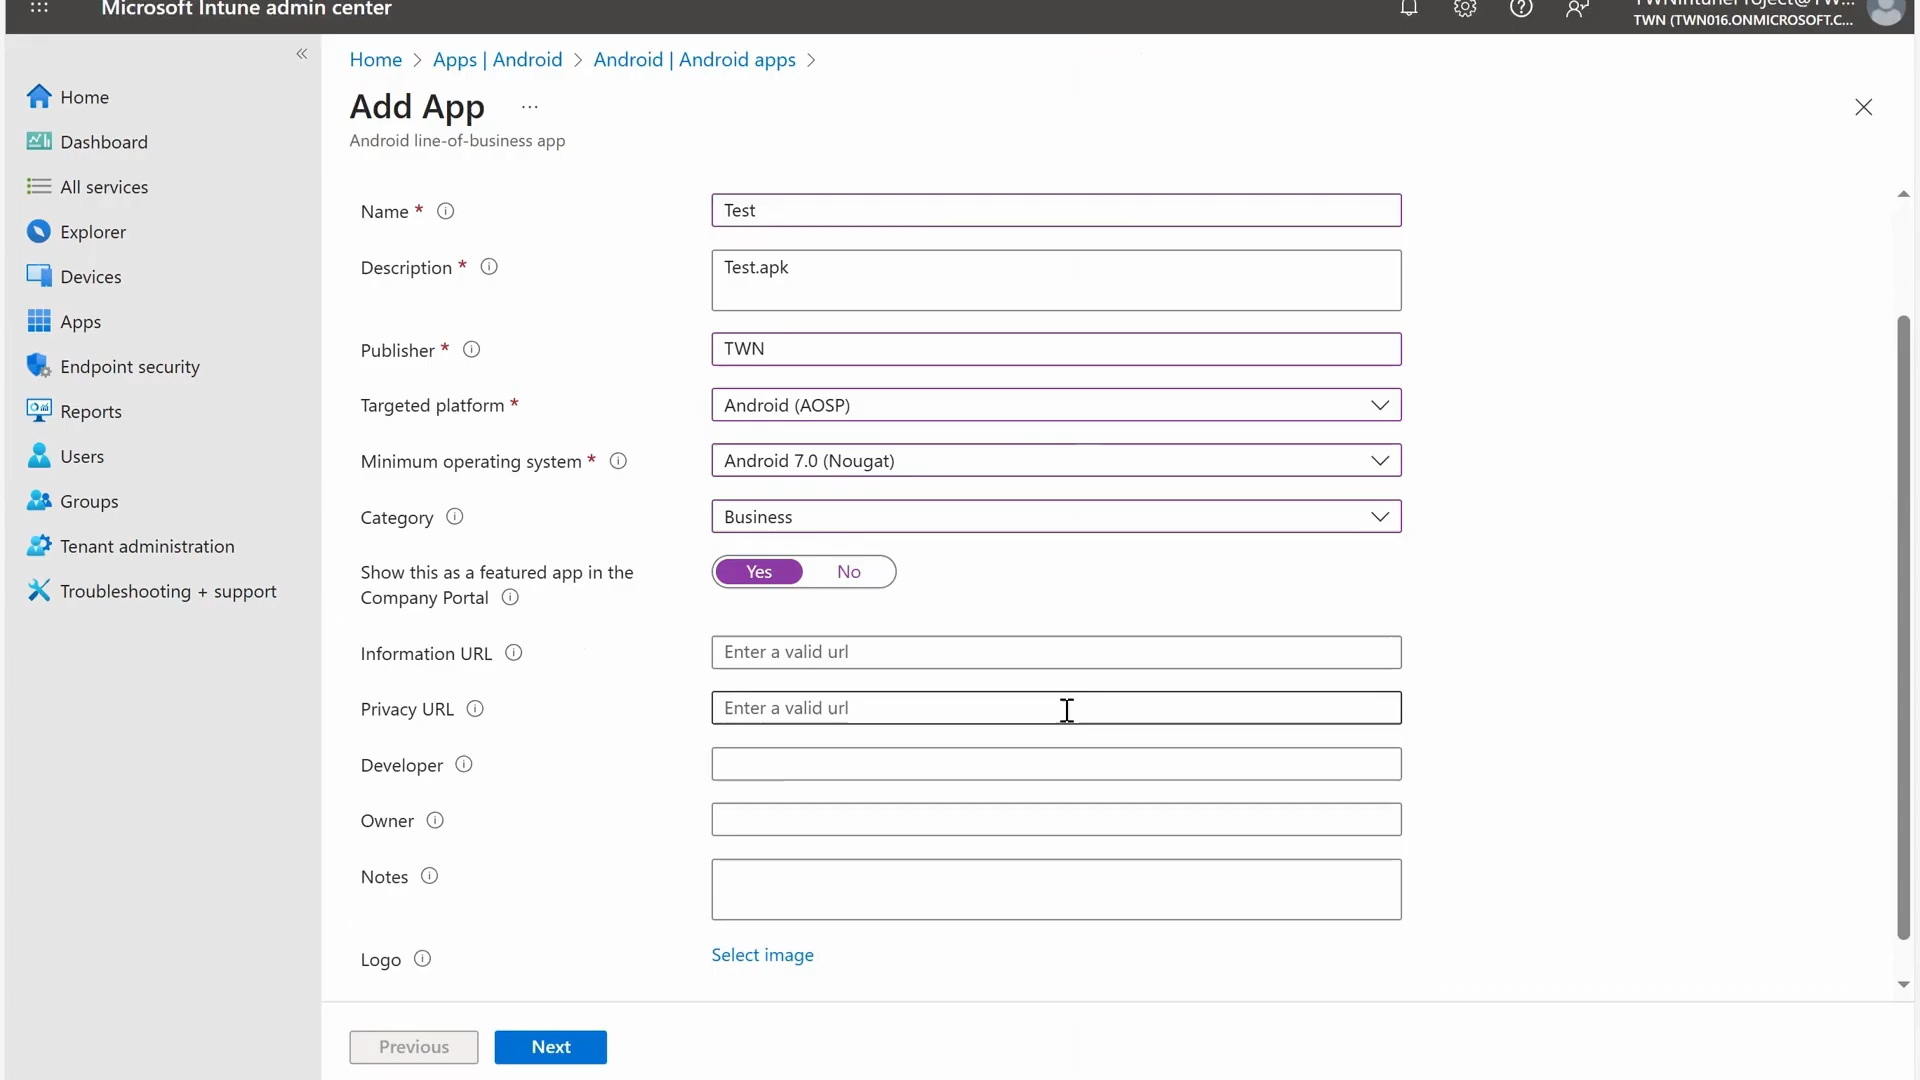 Microsoft Intune admin center
TWN (TWN016.ONMICROSOFT.C...
Home
Dashboard
All services
Explorer
Devices
Apps
Endpoint security
Reports
Users
Groups
Tenant administration
Troubleshooting + support
Home > Apps | Android > Android | Android apps >
Add App ...
Android line-of-business app
Name * Test
Description * Test.apk
Publisher * TWN
Targeted platform * Android (AOSP)
Minimum operating system * Android 7.0 (Nougat)
Category Business
Show this as a featured app in the
Company Portal
Yes No
Information URL Enter a valid url
Privacy URL Enter a valid url
Developer
Owner
Notes
Logo Select image
Previous Next